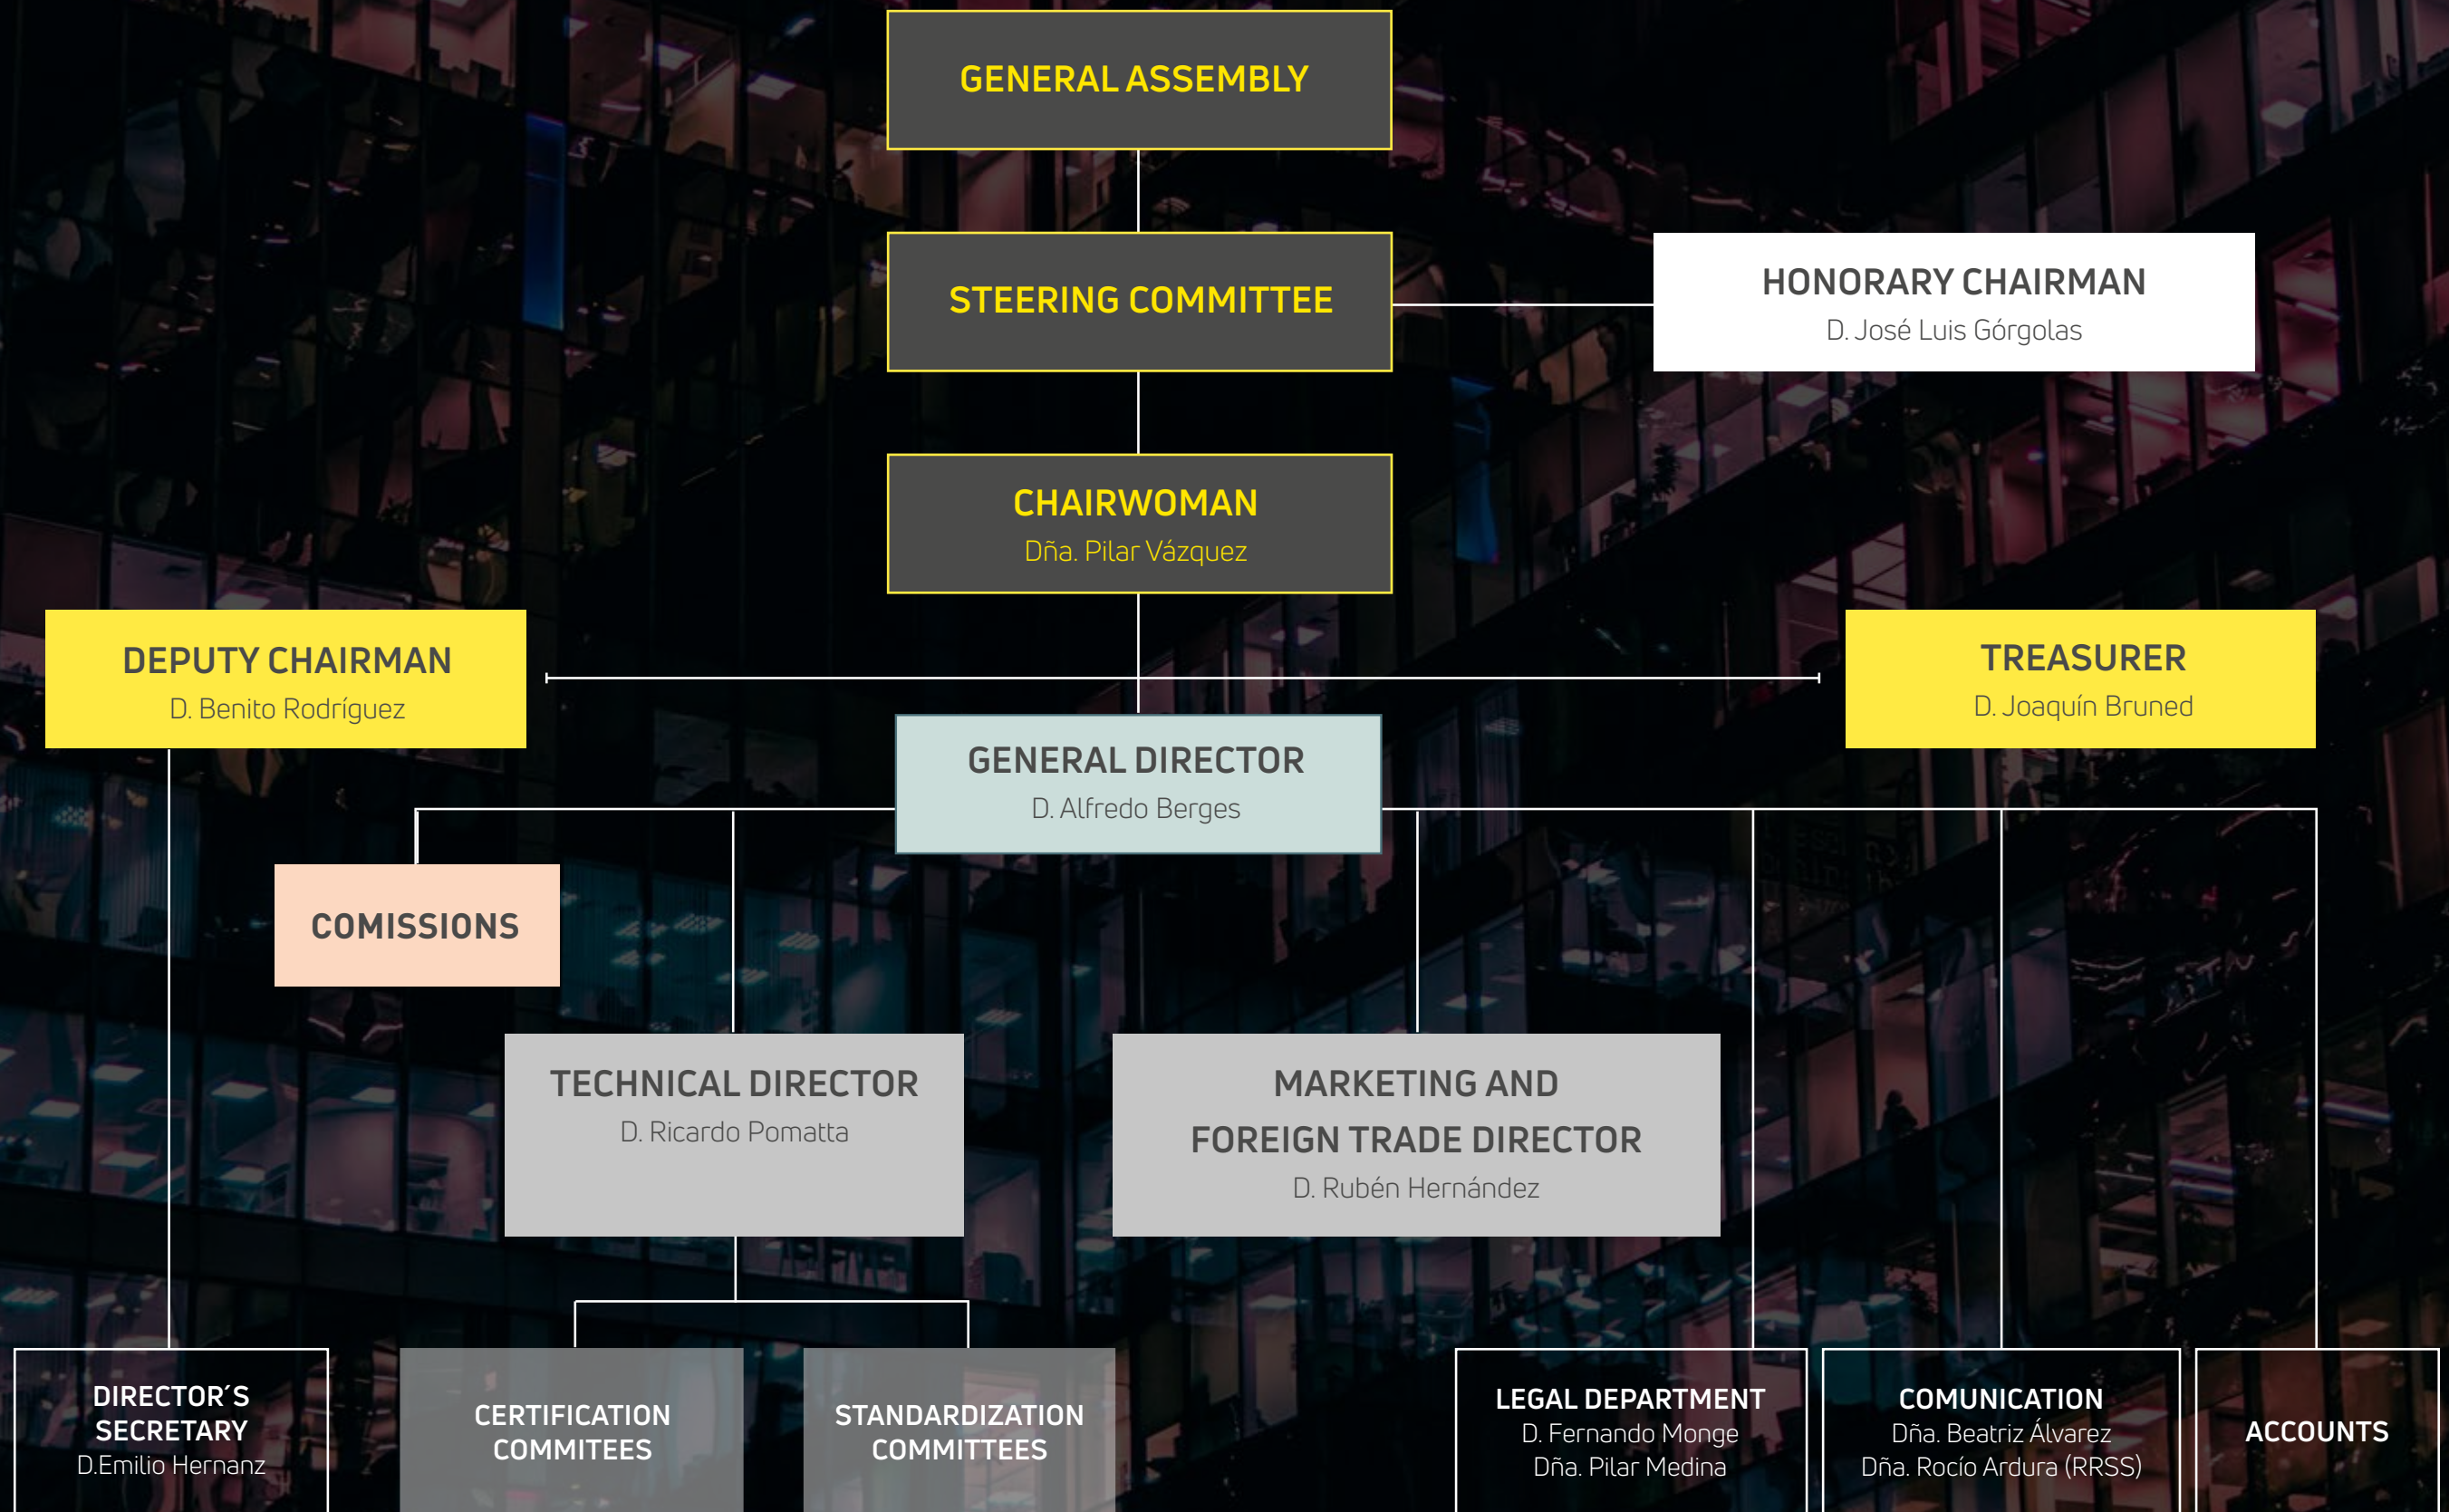 GENERAL ASSEMBLY
STEERING COMMITTEE
HONORARY CHAIRMAN
D. José Luis Górgolas
CHAIRWOMAN
Dña. Pilar Vázquez
DEPUTY CHAIRMAN
D. Benito Rodríguez
TREASURER
D. Joaquín Bruned
GENERAL DIRECTOR
D. Alfredo Berges
COMISSIONS
TECHNICAL DIRECTOR
D. Ricardo Pomatta
MARKETING AND
FOREIGN TRADE DIRECTOR
D. Rubén Hernández
DIRECTOR´S
SECRETARY
D.Emilio Hernanz
CERTIFICATION
COMMITEES
STANDARDIZATION
COMMITTEES
LEGAL DEPARTMENT
D. Fernando Monge
Dña. Pilar Medina
COMUNICATION
Dña. Beatriz Álvarez
Dña. Rocío Ardura (RRSS)
ACCOUNTS